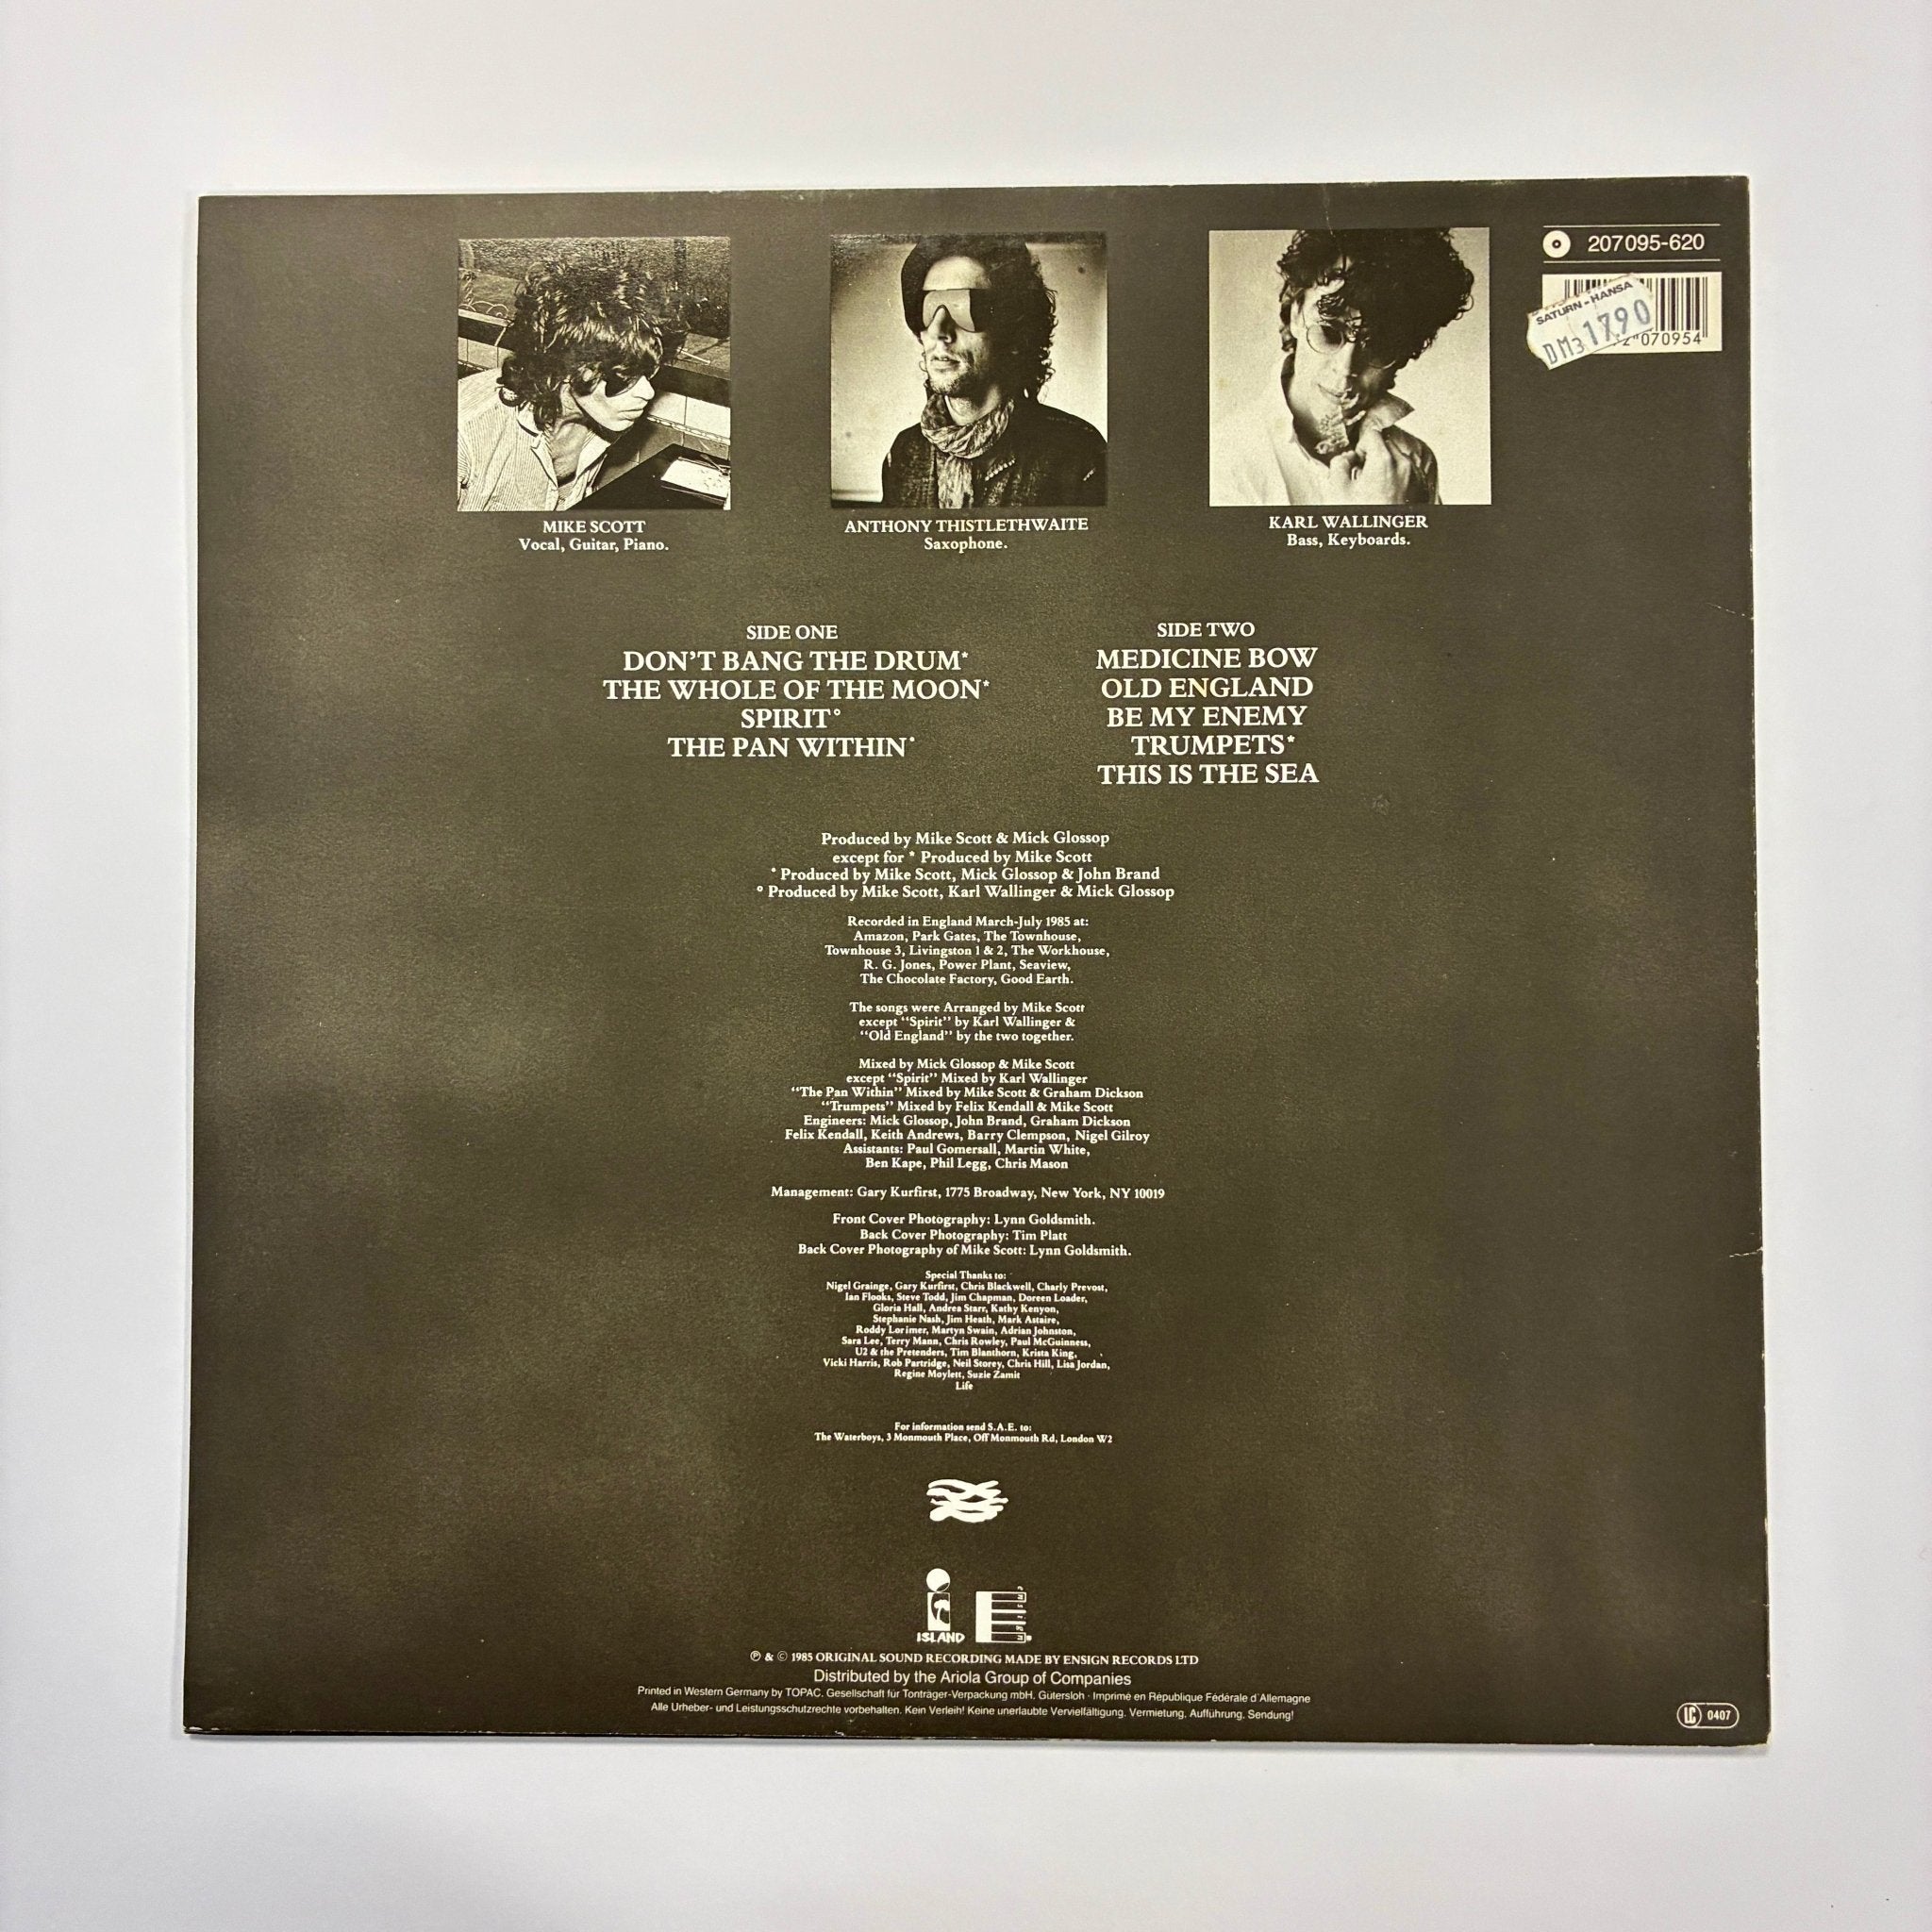 207095-620
SATURN-HANSA
DM3 17.90
2"070954
MIKE SCOTT
Vocal, Guitar, Piano.
ANTHONY THISTLETHWAITE
Saxophone.
KARL WALLINGER
Bass, Keyboards.
SIDE ONE
DON'T BANG THE DRUM*
THE WHOLE OF THE MOON*
SPIRIT°
THE PAN WITHIN•
SIDE TWO
MEDICINE BOW
OLD ENGLAND
BE MY ENEMY
TRUMPETS*
THIS IS THE SEA
Produced by Mike Scott & Mick Glossop
except for * Produced by Mike Scott
• Produced by Mike Scott, Mick Glossop & John Brand
° Produced by Mike Scott, Karl Wallinger & Mick Glossop
Recorded in England March-July 1985 at:
Amazon, Park Gates, The Townhouse,
Townhouse 3, Livingston 1 & 2, The Workhouse,
R. G. Jones, Power Plant, Seaview,
The Chocolate Factory, Good Earth.
The songs were Arranged by Mike Scott
except "Spirit" by Karl Wallinger &
"Old England" by the two together.
Mixed by Mick Glossop & Mike Scott
except "Spirit" Mixed by Karl Wallinger
"The Pan Within" Mixed by Mike Scott & Graham Dickson
"Trumpets" Mixed by Felix Kendall & Mike Scott
Engineers: Mick Glossop, John Brand, Graham Dickson
Felix Kendall, Keith Andrews, Barry Clempson, Nigel Gilroy
Assistants: Paul Gomersall, Martin White,
Ben Kape, Phil Legg, Chris Mason
Management: Gary Kurfirst, 1775 Broadway, New York, NY 10019
Front Cover Photography: Lynn Goldsmith.
Back Cover Photography: Tim Platt
Back Cover Photography of Mike Scott: Lynn Goldsmith.
Special Thanks to:
Nigel Grainge, Gary Kurfirst, Chris Blackwell, Charly Prevost,
Ian Flooks, Steve Todd, Jim Chapman, Doreen Loader,
Gloria Hall, Andrea Starr, Kathy Kenyon,
Stephanie Nash, Jim Heath, Mark Astaire,
Roddy Lorimer, Martyn Swain, Adrian Johnston,
Sara Lee, Terry Mann, Chris Rowley, Paul McGuinness,
U2 & the Pretenders, Tim Blanthorn, Krista King,
Vicki Harris, Rob Partridge, Neil Storey, Chris Hill, Lisa Jordan,
Regine Moylett, Suzie Zamit
Life
For information send S.A.E. to:
The Waterboys, 3 Monmouth Place, Off Monmouth Rd, London W2
ISLAND
℗ & © 1985 ORIGINAL SOUND RECORDING MADE BY ENSIGN RECORDS LTD
Distributed by the Ariola Group of Companies
Printed in Western Germany by TOPAC. Gesellschaft für Tonträger-Verpackung mbH. Gütersloh · Imprimé en République Fédérale d'Allemagne
Alle Urheber- und Leistungsschutzrechte vorbehalten. Kein Verleih! Keine unerlaubte Vervielfältigung, Vermietung, Aufführung, Sendung!
LC 0407